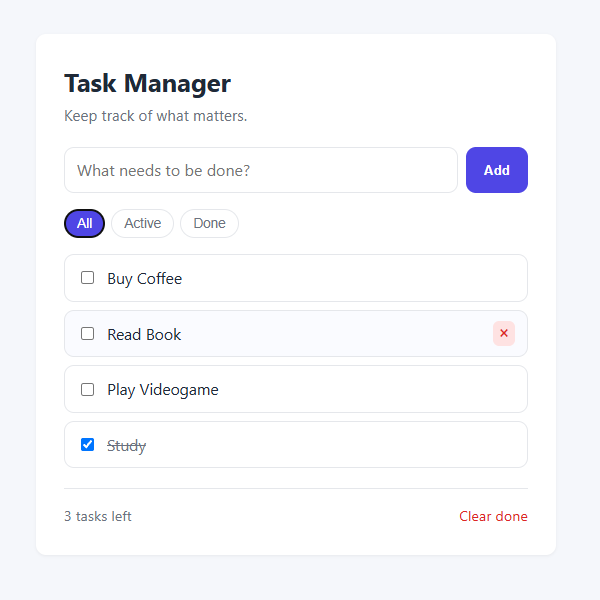 Task Manager
Keep track of what matters.
What needs to be done?
Add
All
Active
Done
Buy Coffee
Read Book
×
Play Videogame
Study
3 tasks left
Clear done